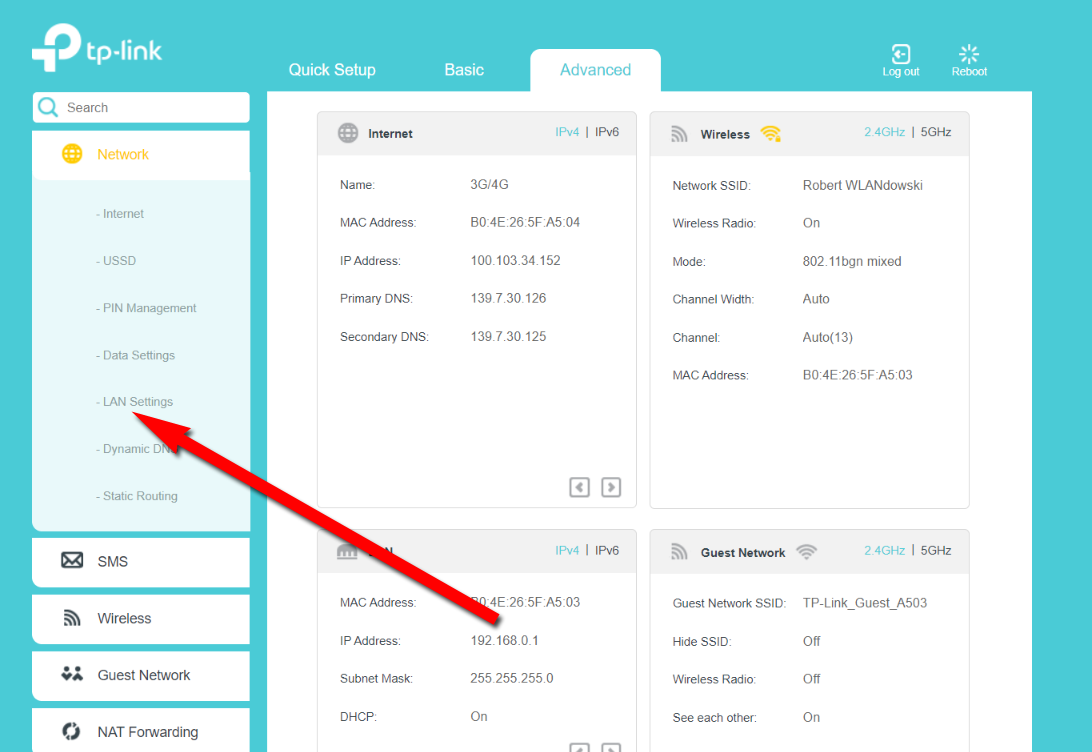 tp-link
Quick Setup
Basic
Advanced
Log out
Reboot
Search
Network
- Internet
- USSD
- PIN Management
- Data Settings
- LAN Settings
- Dynamic
- Static Routing
SMS
Wireless
Guest Network
NAT Forwarding
Internet IPv4 | IPv6
Name: 3G/4G
MAC Address: B0:4E:26:5F:A5:04
IP Address: 100.103.34.152
Primary DNS: 139.7.30.126
Secondary DNS: 139.7.30.125
Wireless 2.4GHz | 5GHz
Network SSID: Robert WLANdowski
Wireless Radio: On
Mode: 802.11bgn mixed
Channel Width: Auto
Channel: Auto(13)
MAC Address: B0:4E:26:5F:A5:03
IPv4 | IPv6
MAC Address: B0:4E:26:5F:A5:03
IP Address: 192.168.0.1
Subnet Mask: 255.255.255.0
DHCP: On
Guest Network 2.4GHz | 5GHz
Guest Network SSID: TP-Link_Guest_A503
Hide SSID: Off
Wireless Radio: Off
See each other: On